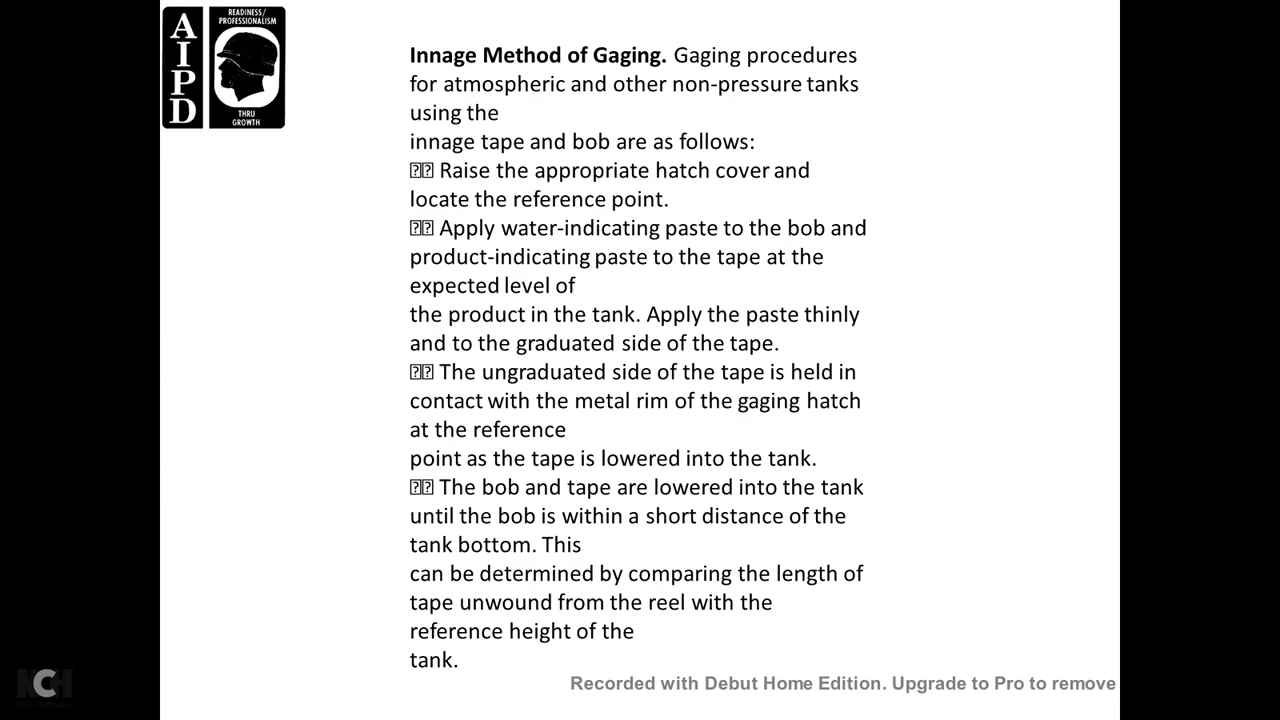 READINESS/
PROFESSIONALISM
AIPD
THRU
GROWTH
Innage Method of Gaging. Gaging procedures
for atmospheric and other non-pressure tanks
using the
innage tape and bob are as follows:
⍰⍰ Raise the appropriate hatch cover and
locate the reference point.
⍰⍰ Apply water-indicating paste to the bob and
product-indicating paste to the tape at the
expected level of
the product in the tank. Apply the paste thinly
and to the graduated side of the tape.
⍰⍰ The ungraduated side of the tape is held in
contact with the metal rim of the gaging hatch
at the reference
point as the tape is lowered into the tank.
⍰⍰ The bob and tape are lowered into the tank
until the bob is within a short distance of the
tank bottom. This
can be determined by comparing the length of
tape unwound from the reel with the
reference height of the
tank.
NCH
Recorded with Debut Home Edition. Upgrade to Pro to remove